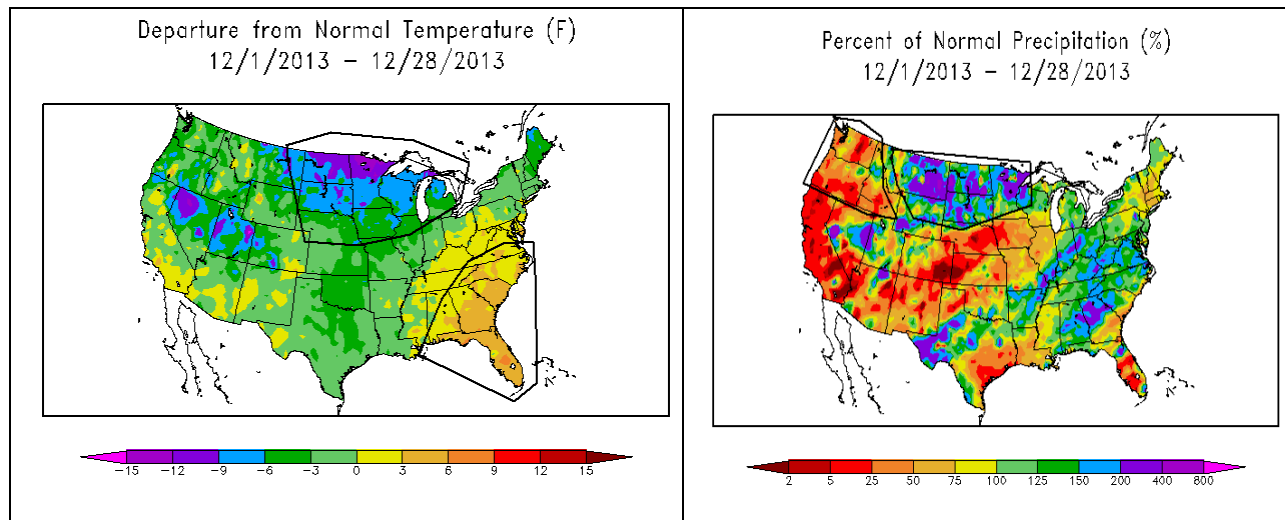 Departure from Normal Temperature (F)
12/1/2013 – 12/28/2013
-15 -12 -9 -6 -3 0 3 6 9 12 15
Percent of Normal Precipitation (%)
12/1/2013 – 12/28/2013
2 5 25 50 75 100 125 150 200 400 800